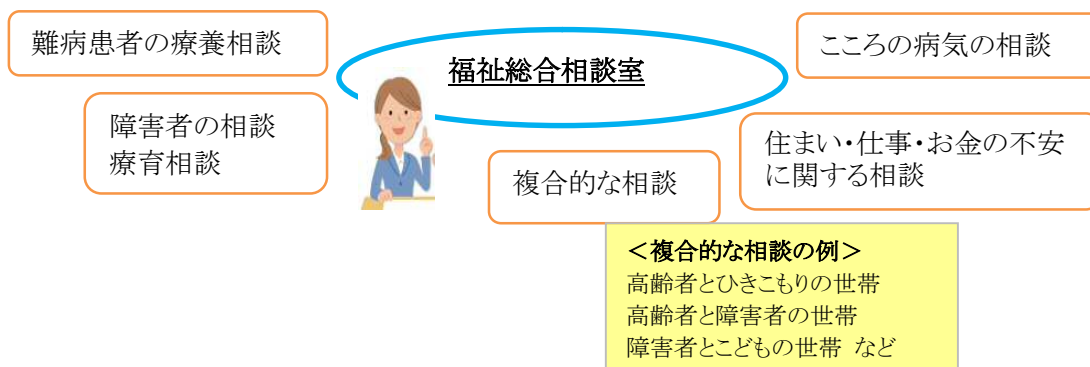 難病患者の療養相談
福祉総合相談室
こころの病気の相談
障害者の相談
療育相談
複合的な相談
住まい・仕事・お金の不安
に関する相談
＜複合的な相談の例＞
高齢者とひきこもりの世帯
高齢者と障害者の世帯
障害者とこどもの世帯 など